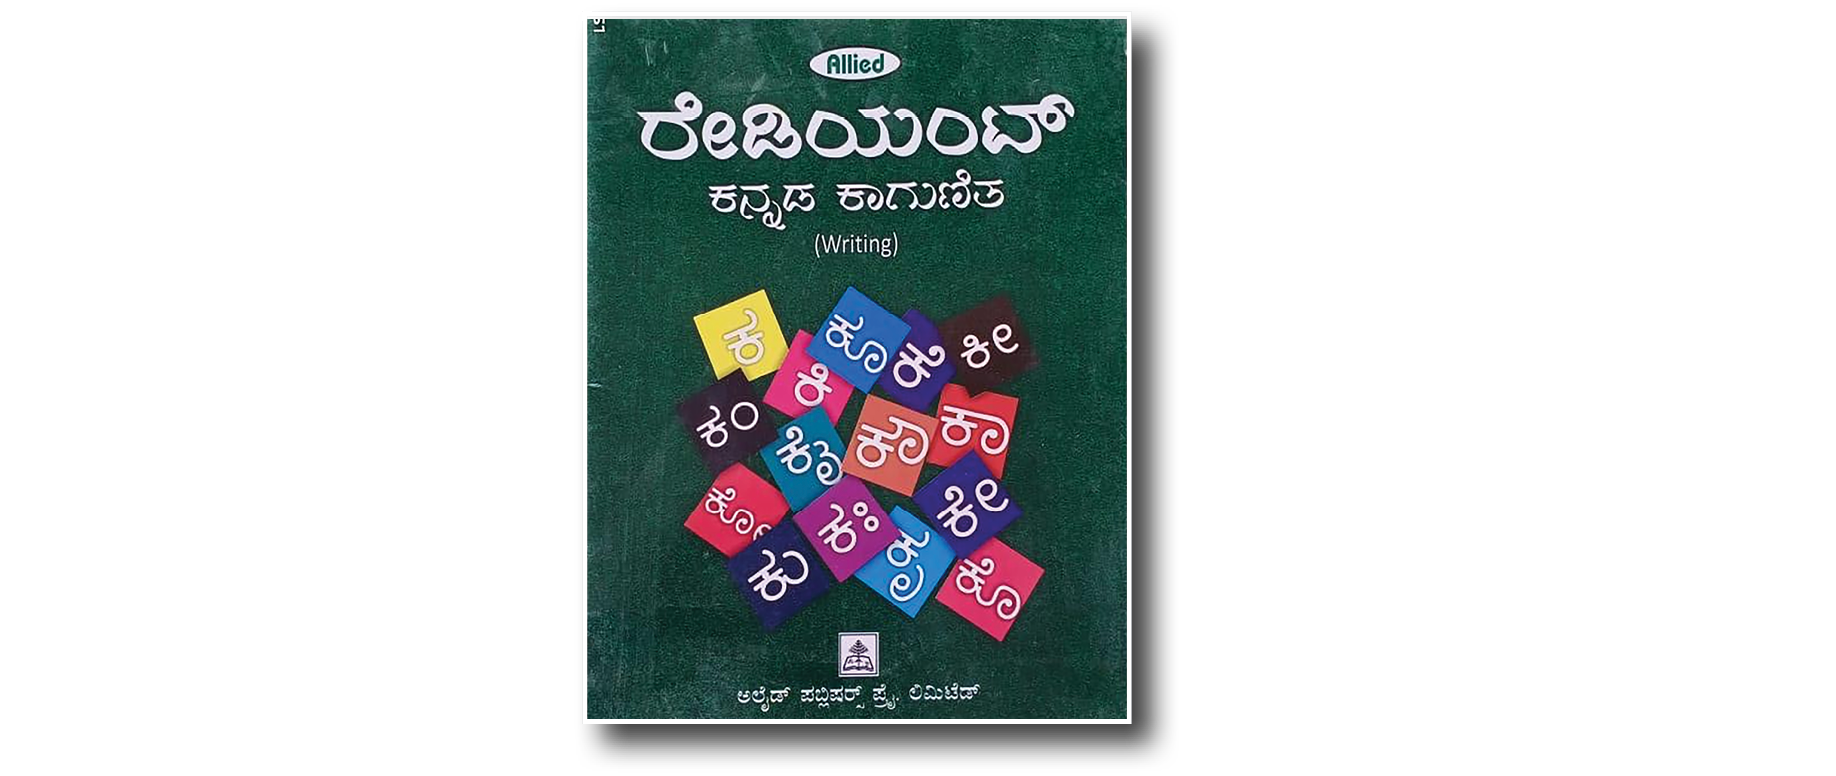 Allied
ರೇಡಿಯಂಟ್
ಕನ್ನಡ ಕಾಗುಣಿತ
(Writing)
ಕ
ಕೂ
ಕೆ
ಕೀ
ಕಿ
ಕಂ
ಕೈ
ಕೌ
ಕಾ
ಕೋ
ಕಃ
ಕೇ
ಕು
ಕೃ
ಕೊ
ಅಲೈಡ್ ಪಬ್ಲಿಷರ್ಸ್ ಪ್ರೈ. ಲಿಮಿಟೆಡ್